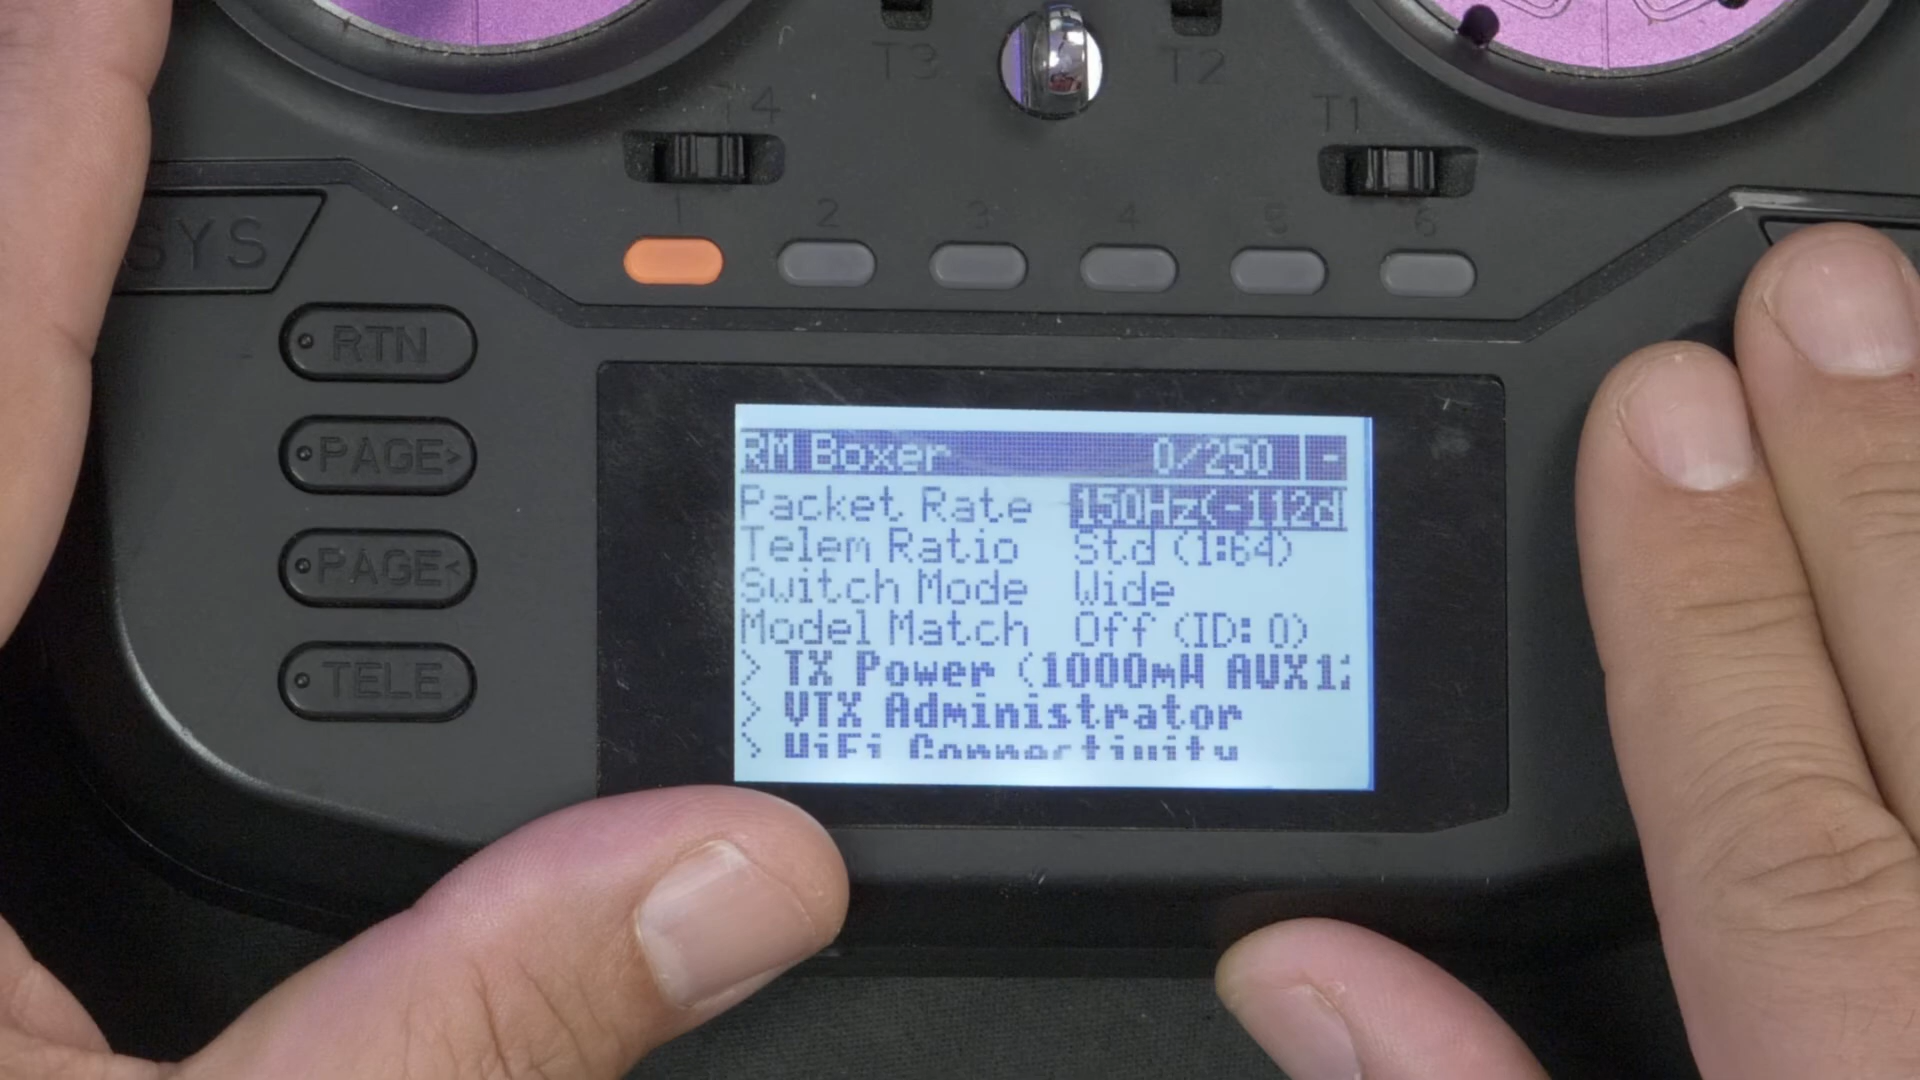 T3
T2
T4
T1
SYS
1
2
3
4
5
6
RTN
PAGE>
PAGE<
TELE
RM Boxer 0/250 -
Packet Rate 150Hz(-112d
Telem Ratio Std (1:64)
Switch Mode Wide
Model Match Off (ID: 0)
> TX Power (1000mW AUX1
> VTX Administrator
> WiFi Connectivity